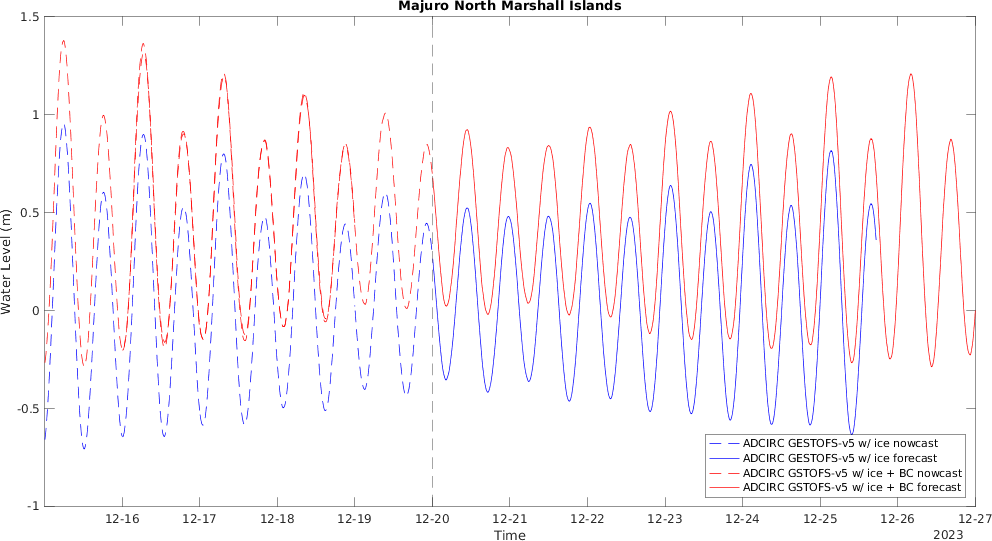 Majuro North Marshall Islands
1.5
1
0.5
0
-0.5
-1
Water Level (m)
12-16
12-17
12-18
12-19
12-20
12-21
12-22
12-23
12-24
12-25
12-26
12-27
Time
2023
ADCIRC GESTOFS-v5 w/ ice nowcast
ADCIRC GESTOFS-v5 w/ ice forecast
ADCIRC GSTOFS-v5 w/ ice + BC nowcast
ADCIRC GSTOFS-v5 w/ ice + BC forecast